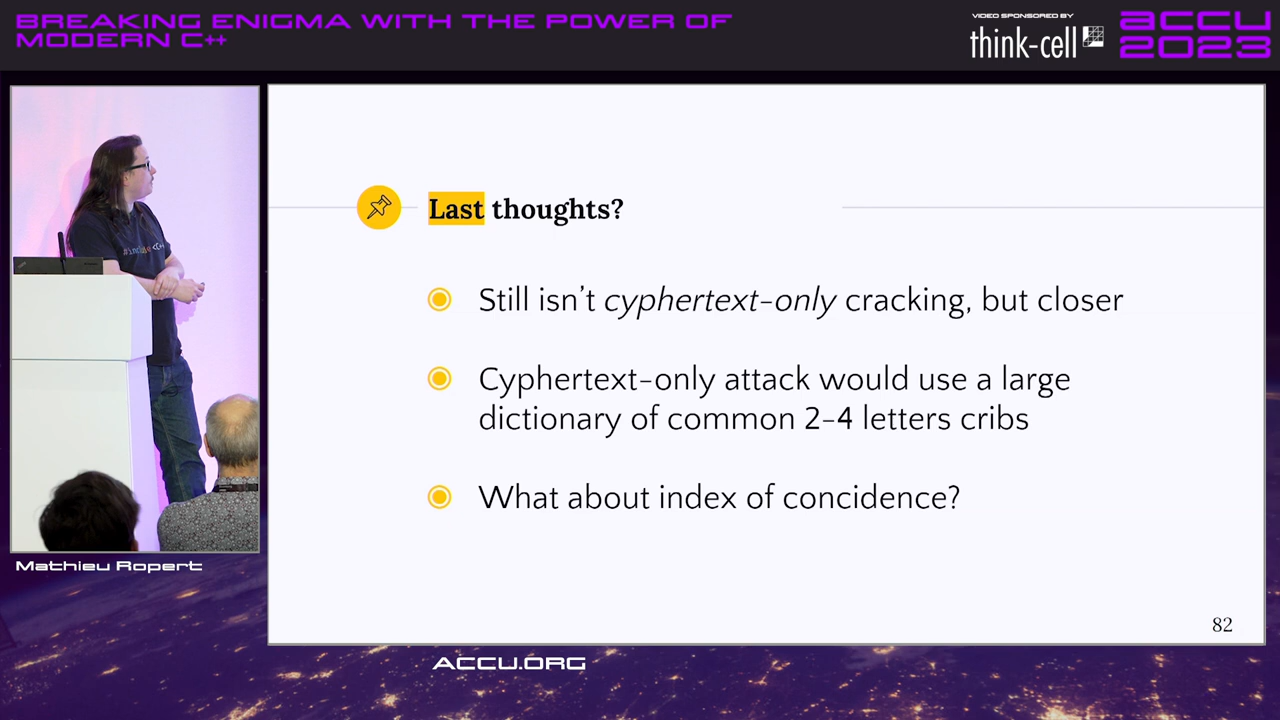 BREAKING ENIGMA WITH THE POWER OF
MODERN C++
VIDEO SPONSORED BY
think-cell
accu
2023
Last thoughts?
Still isn't cyphertext-only cracking, but closer
Cyphertext-only attack would use a large
dictionary of common 2-4 letters cribs
What about index of concidence?
82
Mathieu Ropert
ACCU.ORG